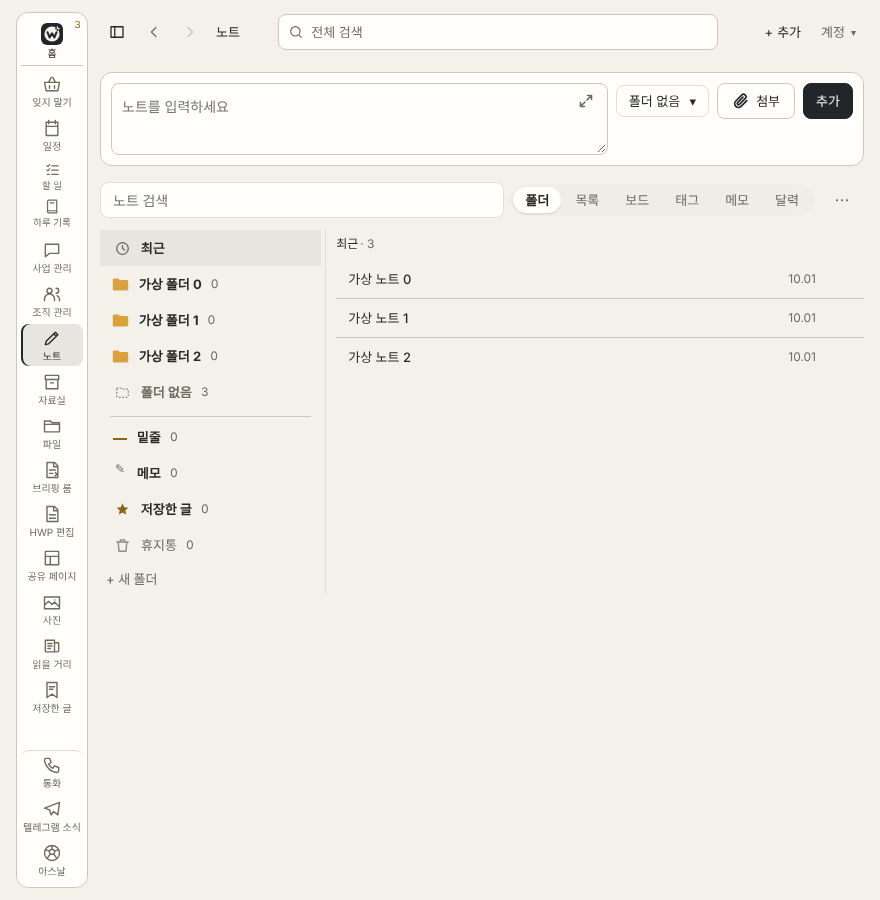 3
홈
잊지 말기
일정
할 일
하루 기록
사업 관리
조직 관리
노트
자료실
파일
브리핑 룸
HWP 편집
공유 페이지
사진
읽을 거리
저장한 글
통화
텔레그램 소식
아스날
노트
전체 검색
+ 추가
계정 ▾
노트를 입력하세요
폴더 없음 ▾
첨부
추가
노트 검색
폴더
목록
보드
태그
메모
달력
···
최근
가상 폴더 0 0
가상 폴더 1 0
가상 폴더 2 0
폴더 없음 3
밑줄 0
메모 0
저장한 글 0
휴지통 0
+ 새 폴더
최근 · 3
가상 노트 0 10.01
가상 노트 1 10.01
가상 노트 2 10.01